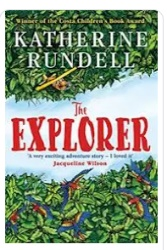 Winner of the Costa Children's Book Award
KATHERINE
RUNDELL
The
EXPLORER
'A very exciting adventure story – I loved it'
Jacqueline Wilson